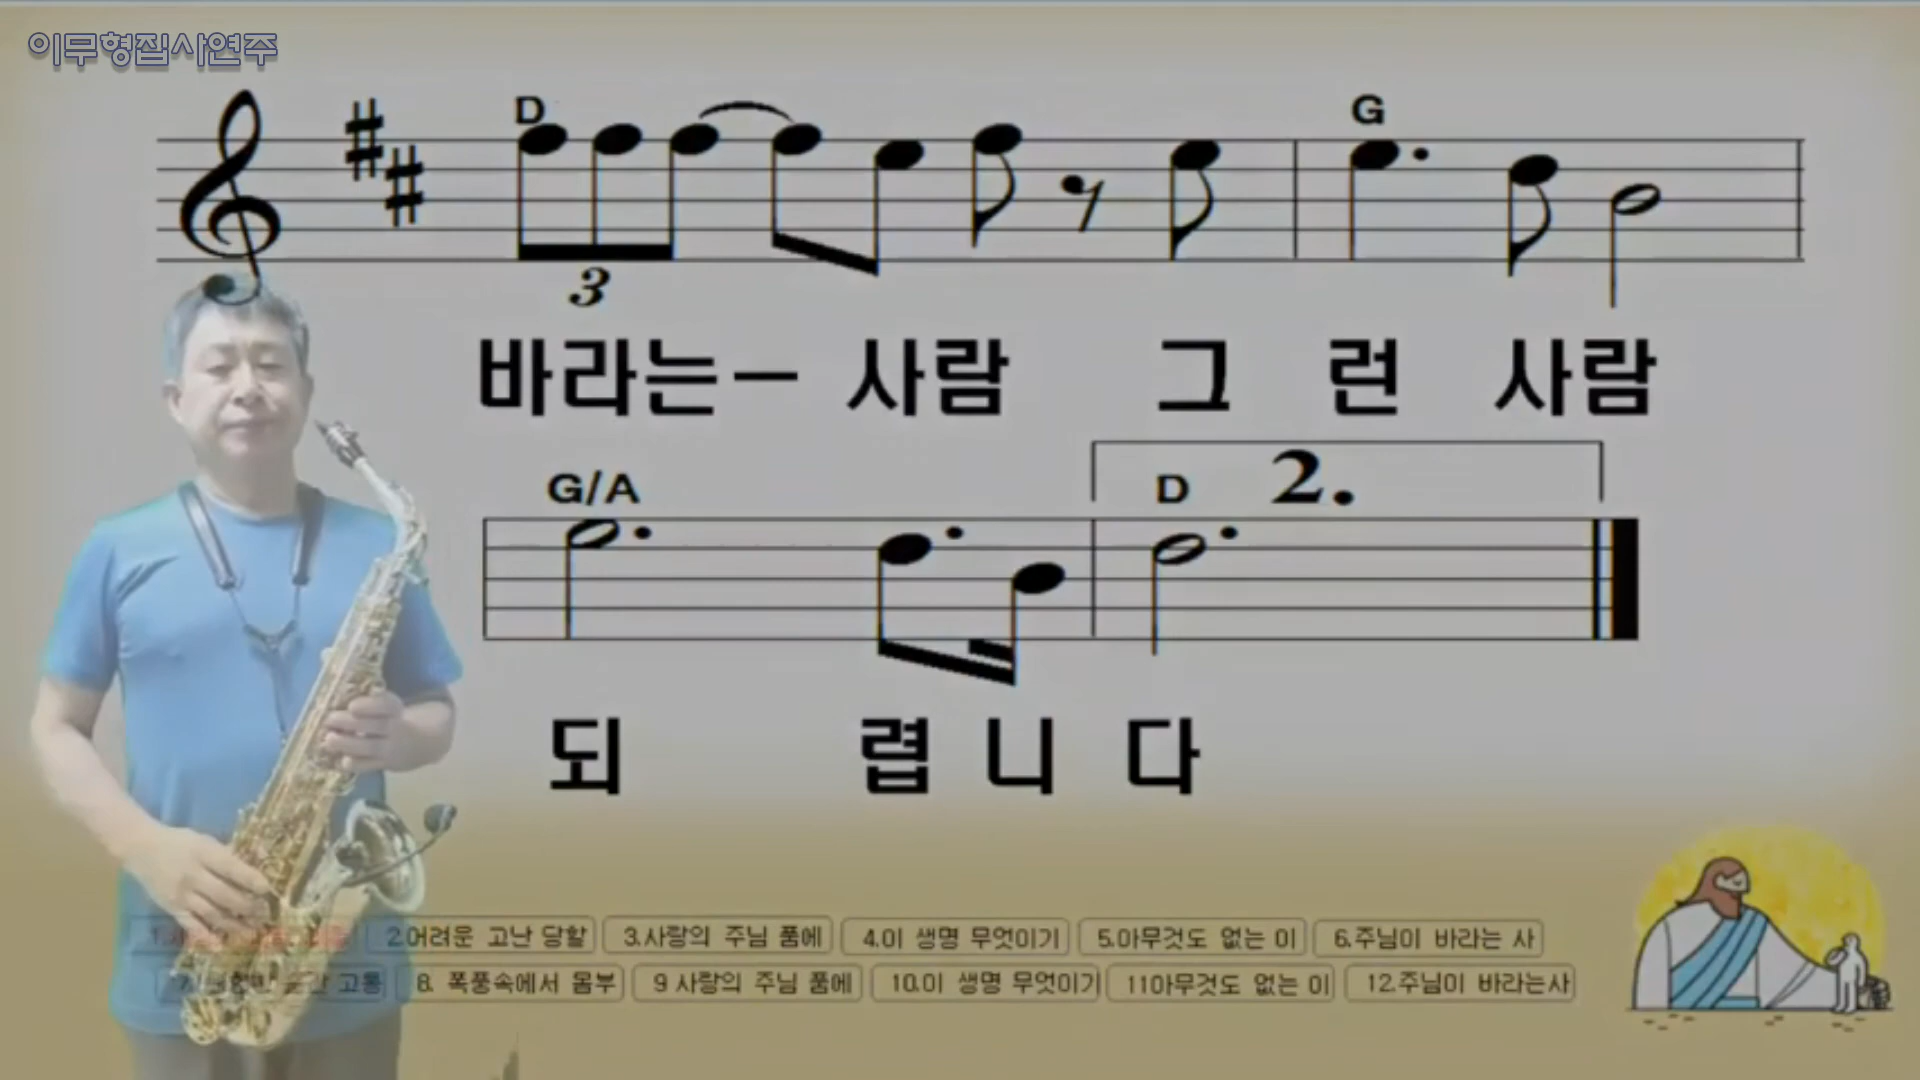 이무형집사연주
D G
3
바라는ㅡ 사람 그 런 사람
G/A D 2.
되 렵 니 다
2.어려운 고난 당할 3.사랑의 주님 품에 4.이 생명 무엇이기 5.아무것도 없는 이 6.주님이 바라는 사
고통 8. 폭풍속에서 몸부 9 사랑의 주님 품에 10.이 생명 무엇이기 11아무것도 없는 이 12.주님이 바라는사